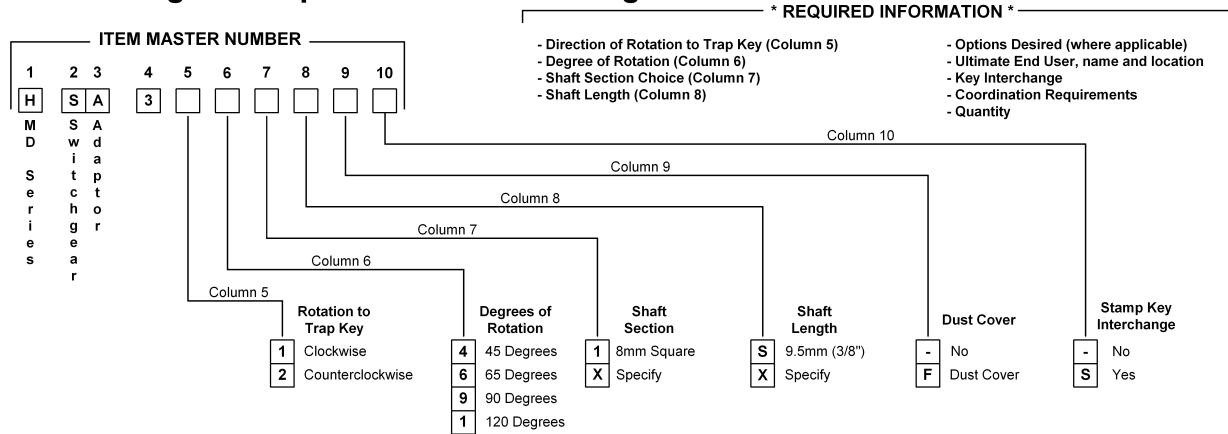 * REQUIRED INFORMATION *
- Direction of Rotation to Trap Key (Column 5)
- Degree of Rotation (Column 6)
- Shaft Section Choice (Column 7)
- Shaft Length (Column 8)
- Options Desired (where applicable)
- Ultimate End User, name and location
- Key Interchange
- Coordination Requirements
- Quantity
ITEM MASTER NUMBER
1 2 3 4 5 6 7 8 9 10
H S A 3
MD Series
Switchgear
Adaptor
Column 10
Column 9
Column 8
Column 7
Column 6
Column 5
Rotation to
Trap Key
1 Clockwise
2 Counterclockwise
Degrees of
Rotation
4 45 Degrees
6 65 Degrees
9 90 Degrees
1 120 Degrees
Shaft
Section
1 8mm Square
X Specify
Shaft
Length
S 9.5mm (3/8")
X Specify
Dust Cover
- No
F Dust Cover
Stamp Key
Interchange
- No
S Yes